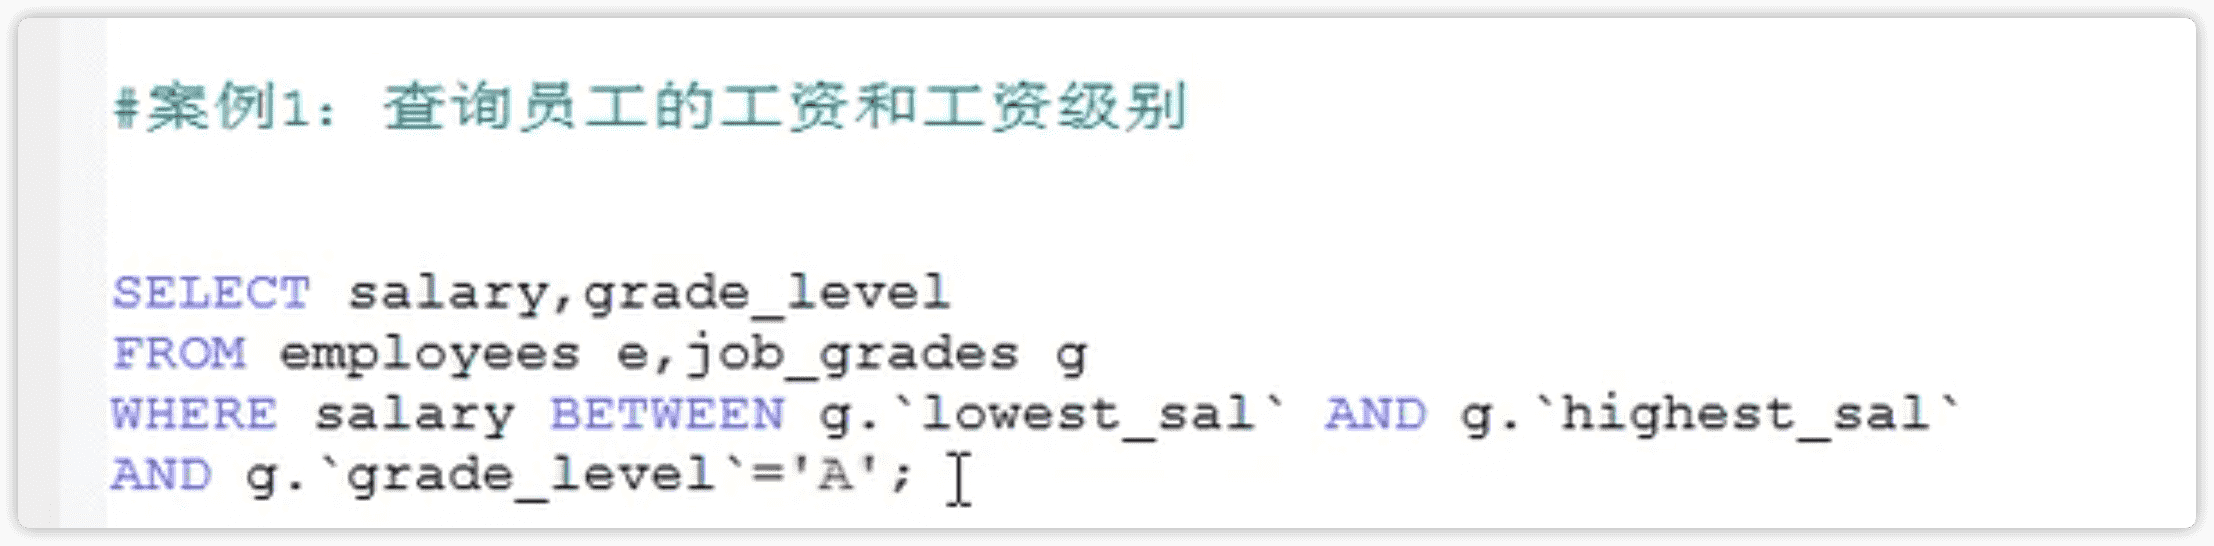 #案例1：查询员工的工资和工资级别
SELECT salary,grade_level
FROM employees e,job_grades g
WHERE salary BETWEEN g.`lowest_sal` AND g.`highest_sal`
AND g.`grade_level`='A';